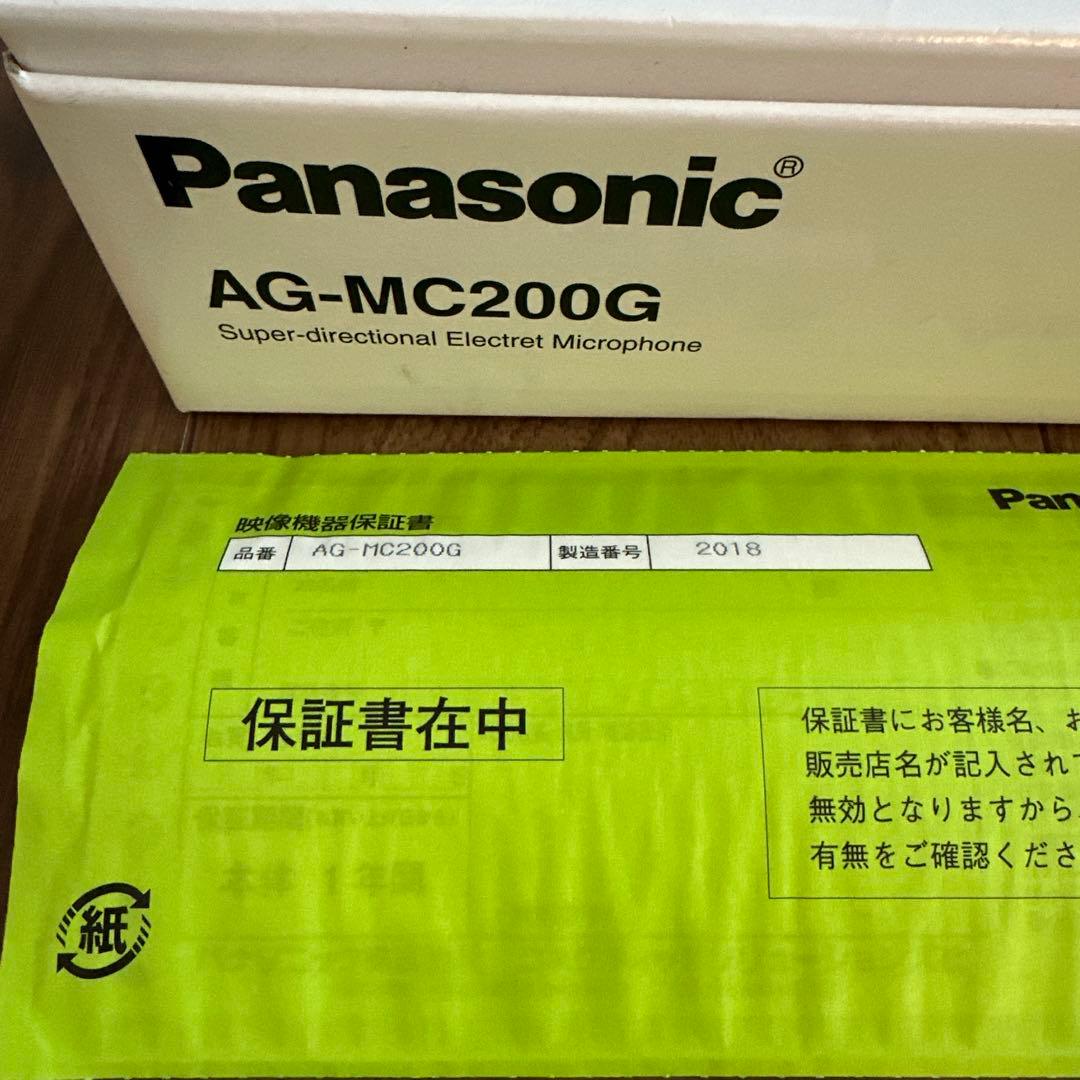 Panasonic®
AG-MC200G
Super-directional Electret Microphone
Pan
映像機器保証書
品番 AG-MC200G 製造番号 2018
保証書在中
保証書にお客様名、お
販売店名が記入され
無効となりますから
有無をご確認くださ
紙